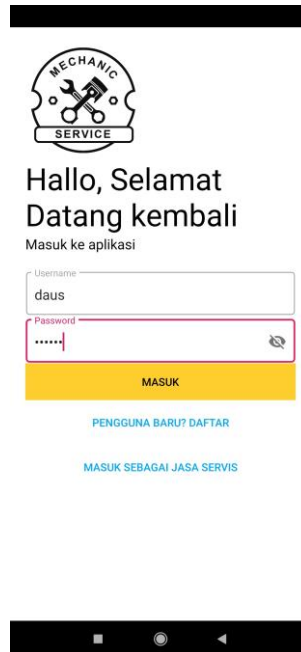 MECHANIC
SERVICE
Hallo, Selamat
Datang kembali
Masuk ke aplikasi
Username
daus
Password
••••••
MASUK
PENGGUNA BARU? DAFTAR
MASUK SEBAGAI JASA SERVIS